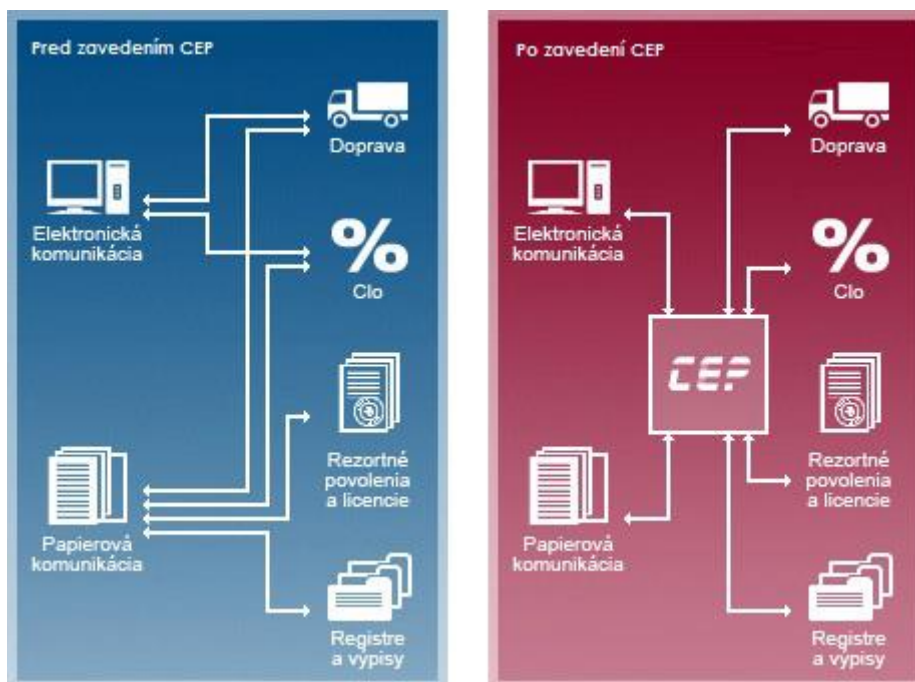 Pred zavedením CEP
Doprava
Elektronická
komunikácia
%
Clo
Rezortné
povolenia
a licencie
Papierová
komunikácia
Registre
a výpisy
Po zavedení CEP
Doprava
Elektronická
komunikácia
%
Clo
CEP
Rezortné
povolenia
a licencie
Papierová
komunikácia
Registre
a výpisy